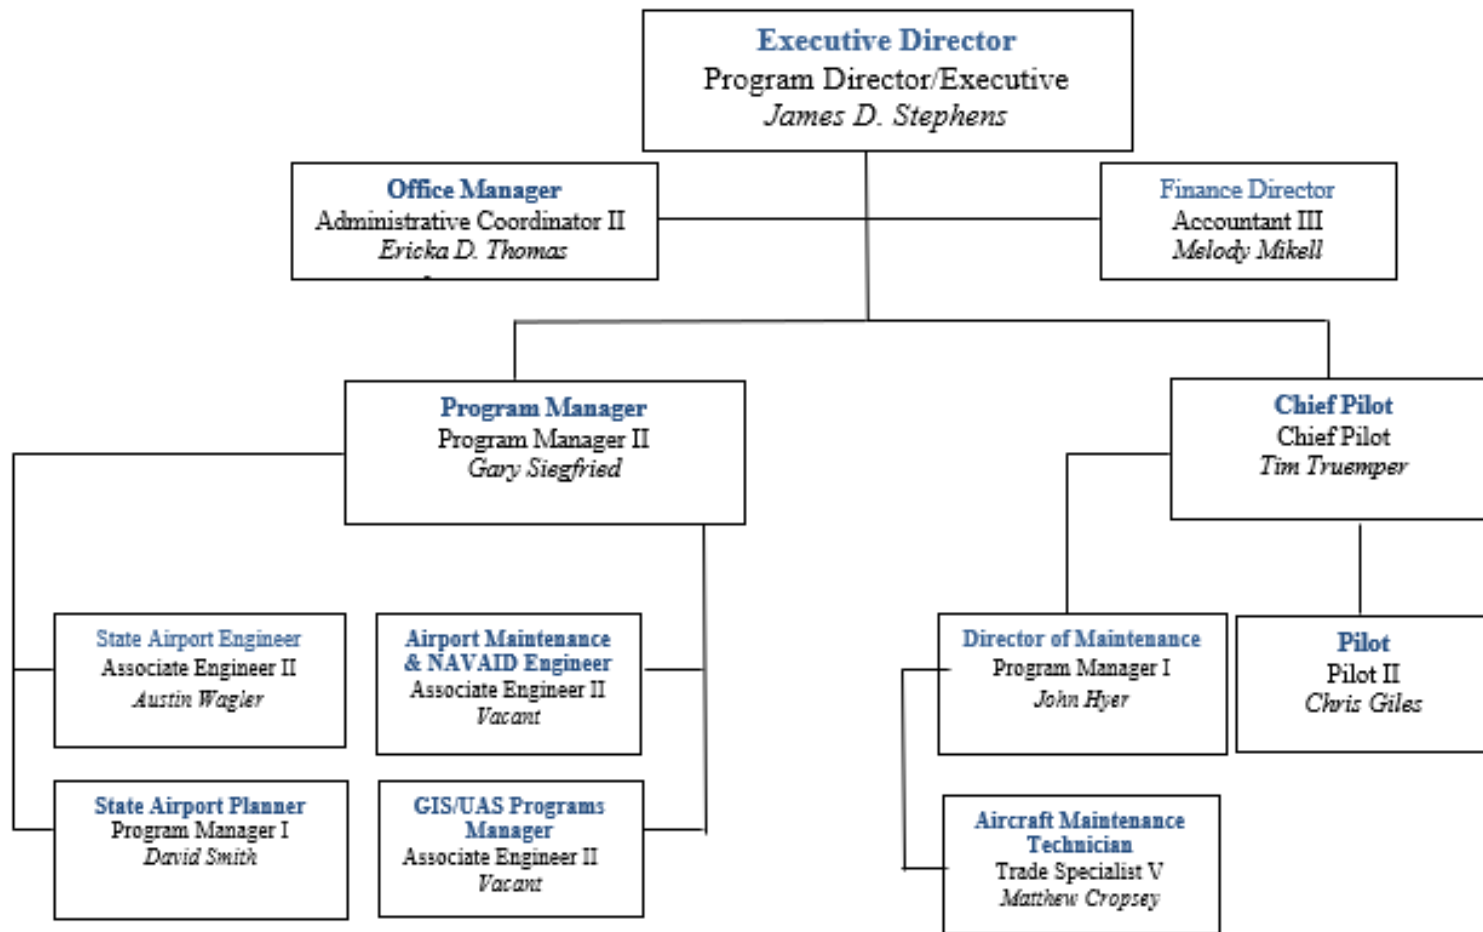 Executive Director
Program Director/Executive
James D. Stephens
Office Manager
Administrative Coordinator II
Ericka D. Thomas
Finance Director
Accountant III
Melody Mikell
Program Manager
Program Manager II
Gary Siegfried
Chief Pilot
Chief Pilot
Tim Truemper
State Airport Engineer
Associate Engineer II
Austin Wagler
Airport Maintenance
& NAVAID Engineer
Associate Engineer II
Vacant
Director of Maintenance
Program Manager I
John Hyer
Pilot
Pilot II
Chris Giles
State Airport Planner
Program Manager I
David Smith
GIS/UAS Programs
Manager
Associate Engineer II
Vacant
Aircraft Maintenance
Technician
Trade Specialist V
Matthew Cropsey